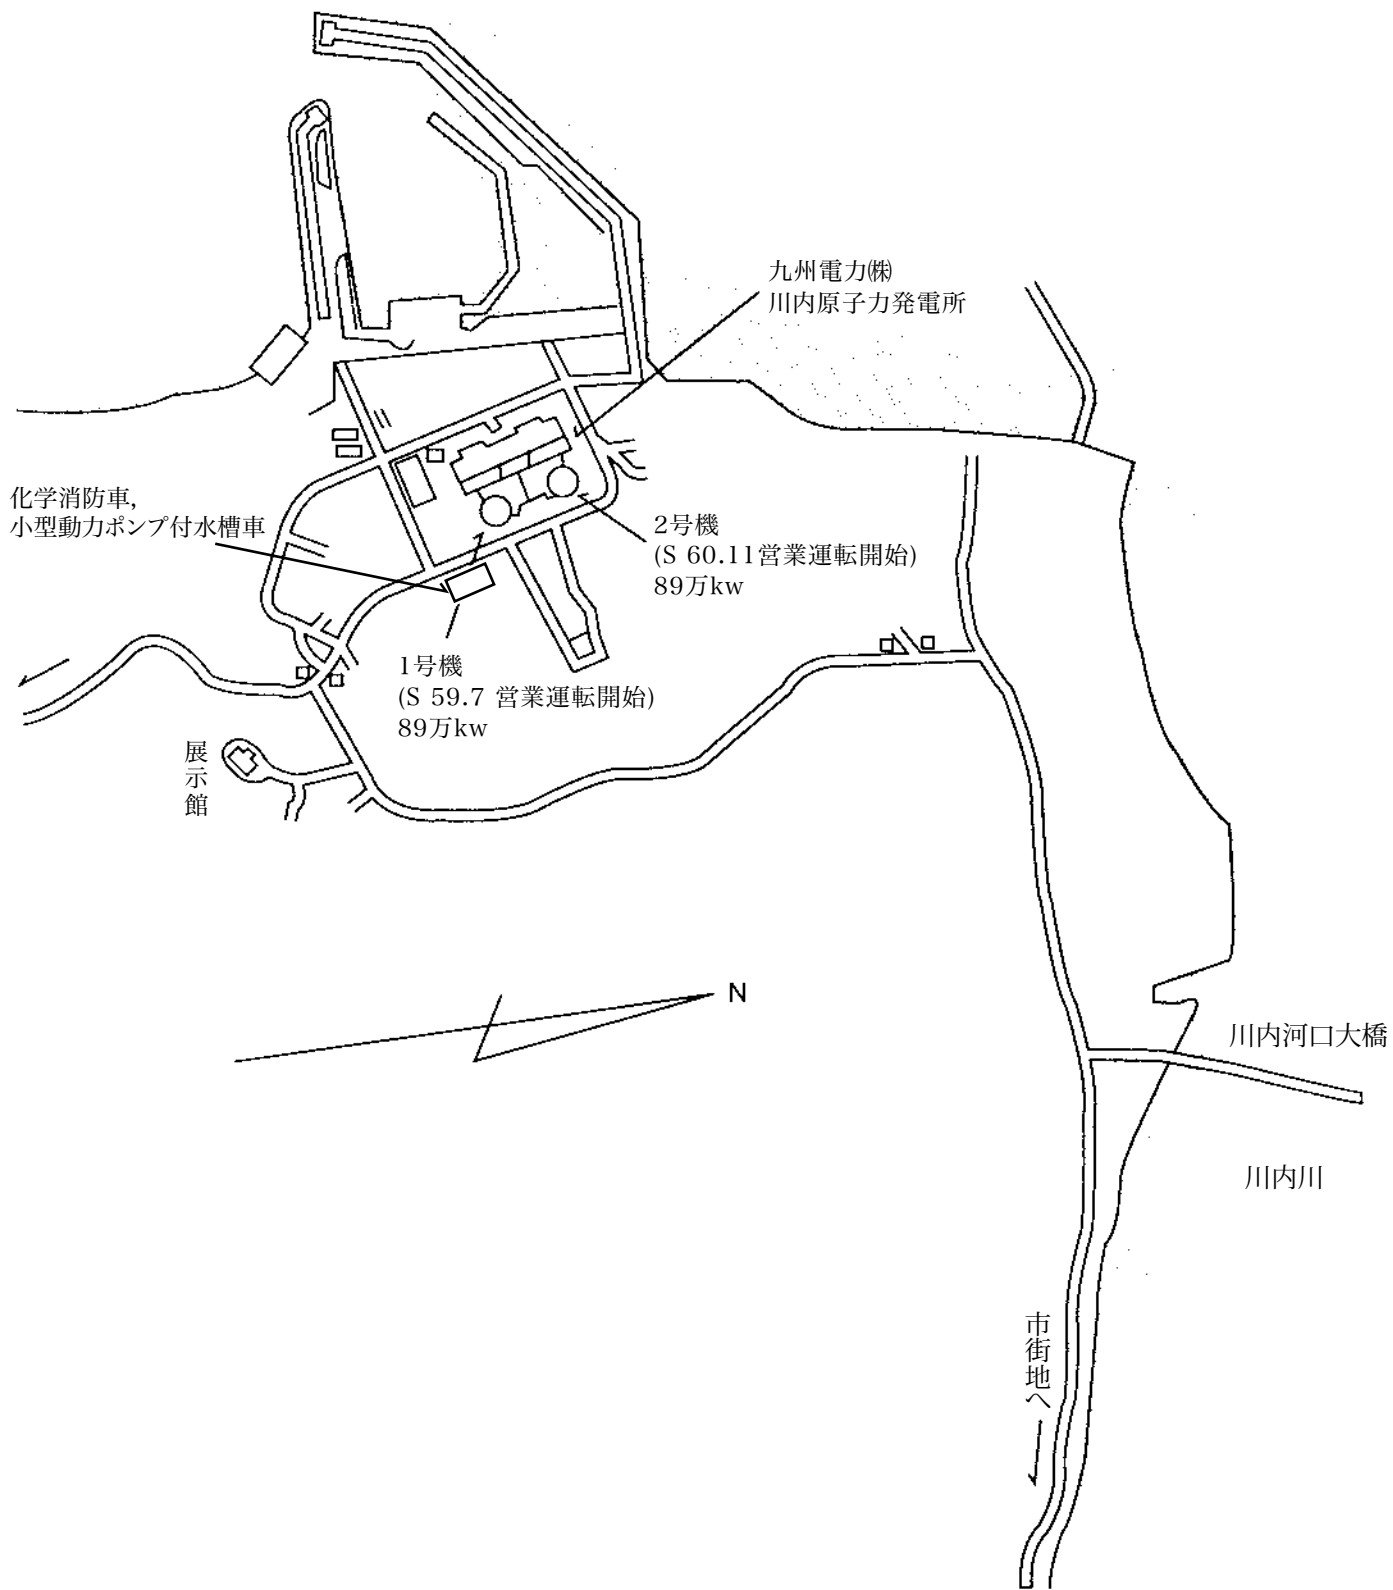 九州電力㈱
川内原子力発電所
化学消防車,
小型動力ポンプ付水槽車
2号機
(S 60.11営業運転開始)
89万kw
1号機
(S 59.7 営業運転開始)
89万kw
展示館
N
川内河口大橋
川内川
市街地へ